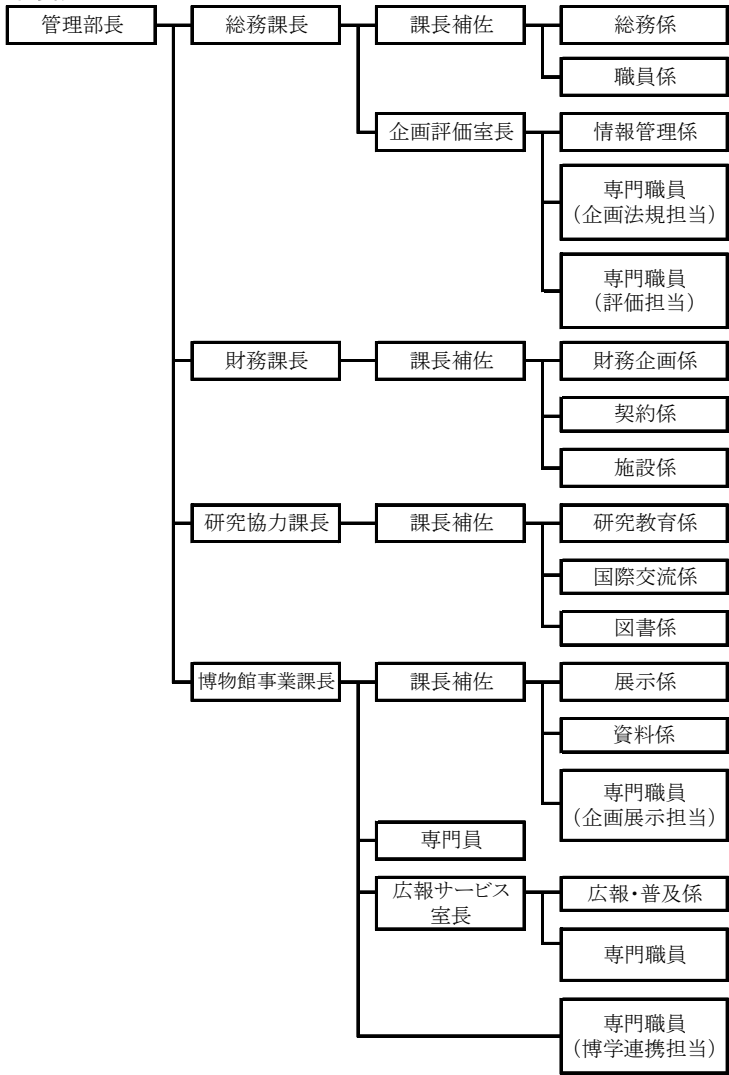 管理部長
総務課長
課長補佐
総務係
職員係
企画評価室長
情報管理係
専門職員
（企画法規担当）
専門職員
（評価担当）
財務課長
課長補佐
財務企画係
契約係
施設係
研究協力課長
課長補佐
研究教育係
国際交流係
図書係
博物館事業課長
課長補佐
展示係
資料係
専門職員
（企画展示担当）
専門員
広報サービス
室長
広報・普及係
専門職員
専門職員
（博学連携担当）